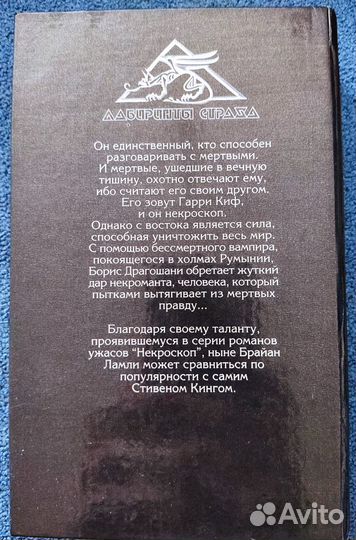 ЛАБИРИНТЫ СТРАХА
Он единственный, кто способен
разговаривать с мертвыми.
И мертвые, ушедшие в вечную
тишину, охотно отвечают ему,
ибо считают его своим другом.
Его зовут Гарри Киф,
и он некроскоп.
Однако с востока является сила,
способная уничтожить весь мир.
С помощью бессмертного вампира,
покоящегося в холмах Румынии,
Борис Драгошани обретает жуткий
дар некроманта, человека, который
пытками вытягивает из мертвых
правду...
Благодаря своему таланту,
проявившемуся в серии романов
ужасов "Некроскоп", ныне Брайан
Ламли может сравниться по
популярности с самим
Стивеном Кингом.
Avito